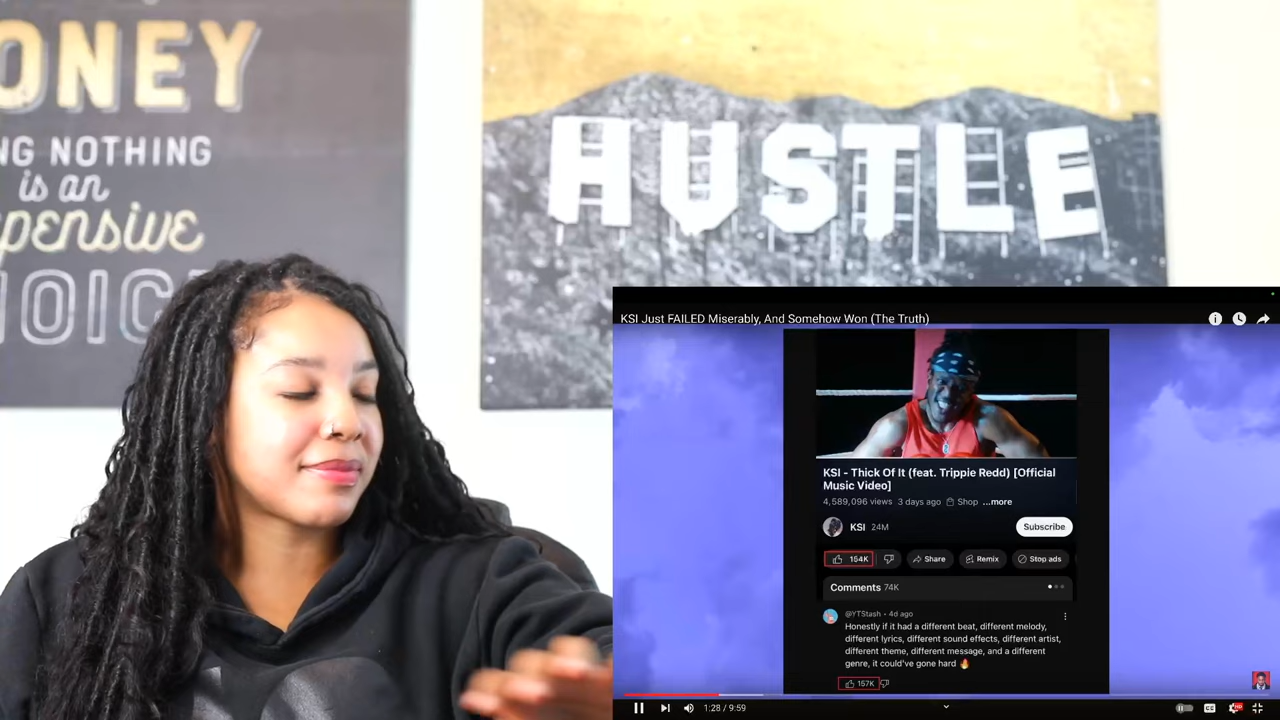 ONEY
NG NOTHING
is an
pensive
HOIC
HUSTLE
KSI Just FAILED Miserably, And Somehow Won (The Truth)
KSI - Thick Of It (feat. Trippie Redd) [Official
Music Video]
4,589,096 views 3 days ago Shop ...more
KSI 24M
Subscribe
154K Share Remix Stop ads
Comments 74K
@YTStash • 4d ago
Honestly if it had a different beat, different melody,
different lyrics, different sound effects, different artist,
different theme, different message, and a different
genre, it could've gone hard 🔥
157K
1:28 / 9:59